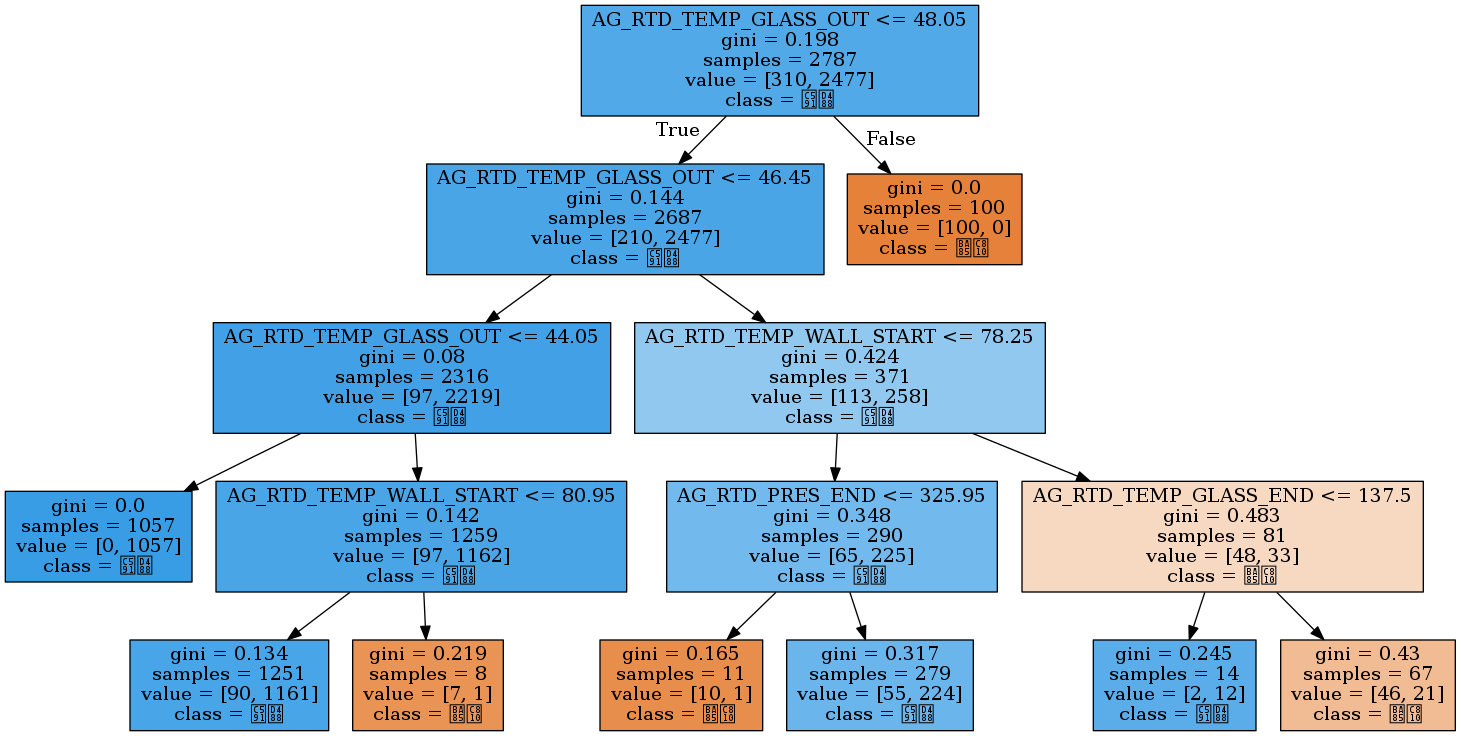 AG_RTD_TEMP_GLASS_OUT <= 48.05
gini = 0.198
samples = 2787
value = [310, 2477]
class =
True
False
AG_RTD_TEMP_GLASS_OUT <= 46.45
gini = 0.144
samples = 2687
value = [210, 2477]
class =
gini = 0.0
samples = 100
value = [100, 0]
class =
AG_RTD_TEMP_GLASS_OUT <= 44.05
gini = 0.08
samples = 2316
value = [97, 2219]
class =
AG_RTD_TEMP_WALL_START <= 78.25
gini = 0.424
samples = 371
value = [113, 258]
class =
gini = 0.0
samples = 1057
value = [0, 1057]
class =
AG_RTD_TEMP_WALL_START <= 80.95
gini = 0.142
samples = 1259
value = [97, 1162]
class =
AG_RTD_PRES_END <= 325.95
gini = 0.348
samples = 290
value = [65, 225]
class =
AG_RTD_TEMP_GLASS_END <= 137.5
gini = 0.483
samples = 81
value = [48, 33]
class =
gini = 0.134
samples = 1251
value = [90, 1161]
class =
gini = 0.219
samples = 8
value = [7, 1]
class =
gini = 0.165
samples = 11
value = [10, 1]
class =
gini = 0.317
samples = 279
value = [55, 224]
class =
gini = 0.245
samples = 14
value = [2, 12]
class =
gini = 0.43
samples = 67
value = [46, 21]
class =